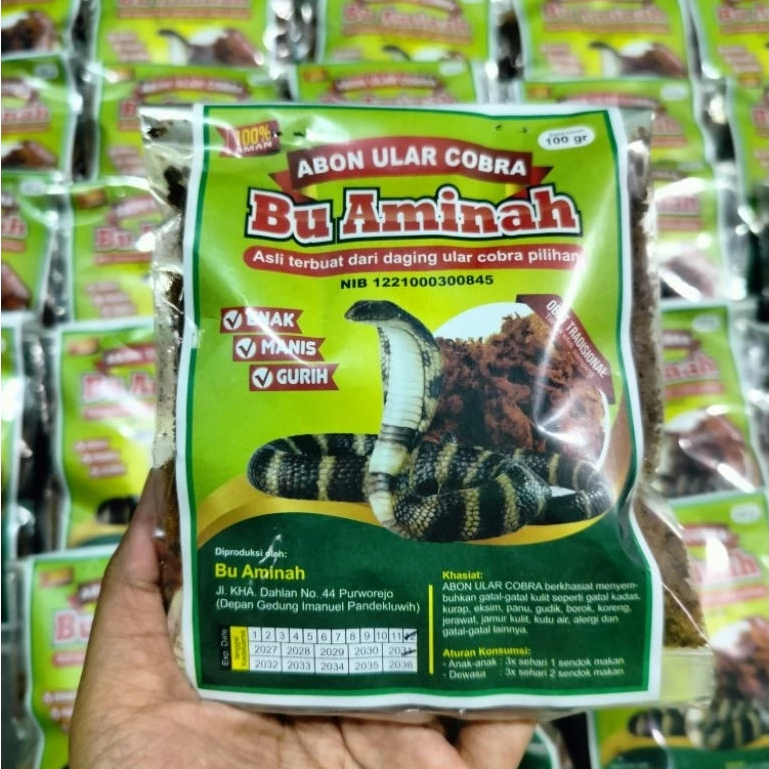 100%
AMAN
100 gr
ABON ULAR COBRA
Bu Aminah
Asli terbuat dari daging ular cobra pilihan
NIB 1221000300845
ENAK
MANIS
GURIH
OBAT TRADISIONAL
Diproduksi oleh:
Bu Aminah
Jl. KHA. Dahlan No. 44 Purworejo
(Depan Gedung Imanuel Pandekluwih)
Exp. Date
1 2 3 4 5 6 7 8 9 10 11
2027 2028 2029 2030 2031
2032 2033 2034 2035 2036
Khasiat:
ABON ULAR COBRA berkhasiat menyem-
buhkan gatal-gatal kulit seperti gatal kadas,
kurap, eksim, panu, gudik, borok, koreng,
jerawat, jamur kulit, kutu air, alergi dan
gatal-gatal lainnya.
Aturan Konsumsi:
- Anak-anak : 3x sehari 1 sendok makan
- Dewasa : 3x sehari 2 sendok makan